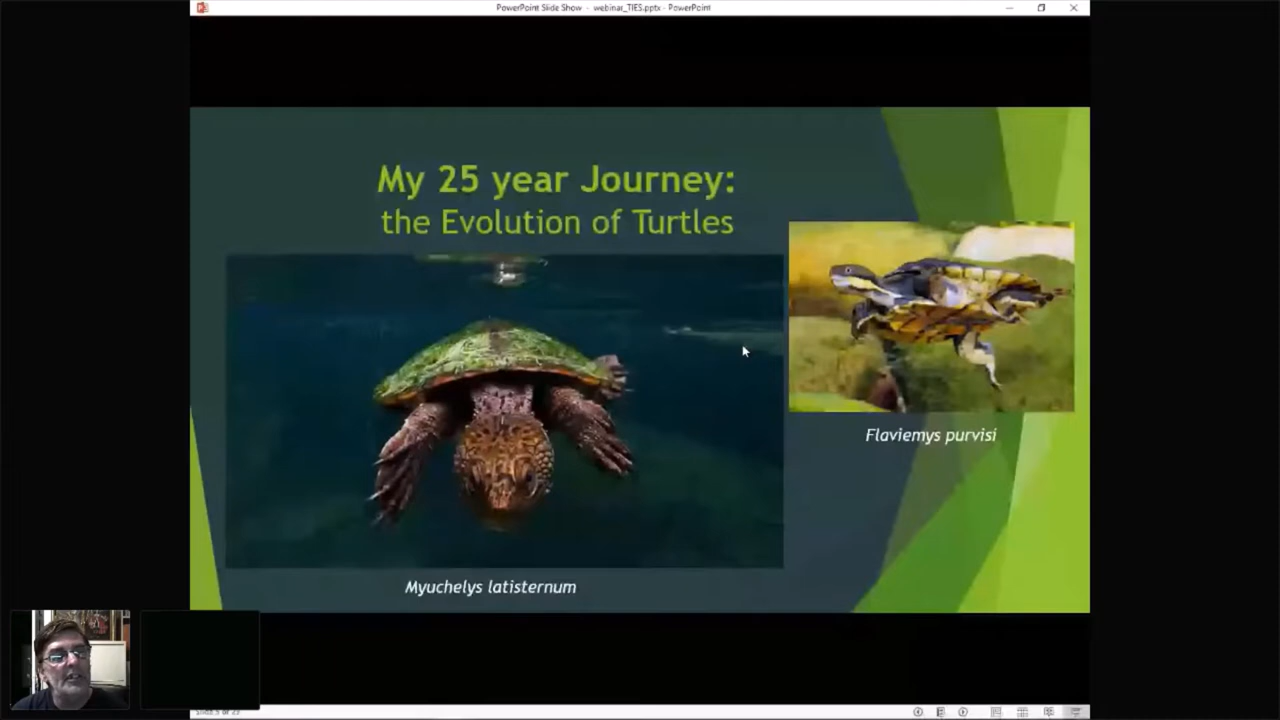 PowerPoint Slide Show - webinar_TIES.pptx - PowerPoint
My 25 year Journey:
the Evolution of Turtles
Flaviemys purvisi
Myuchelys latisternum